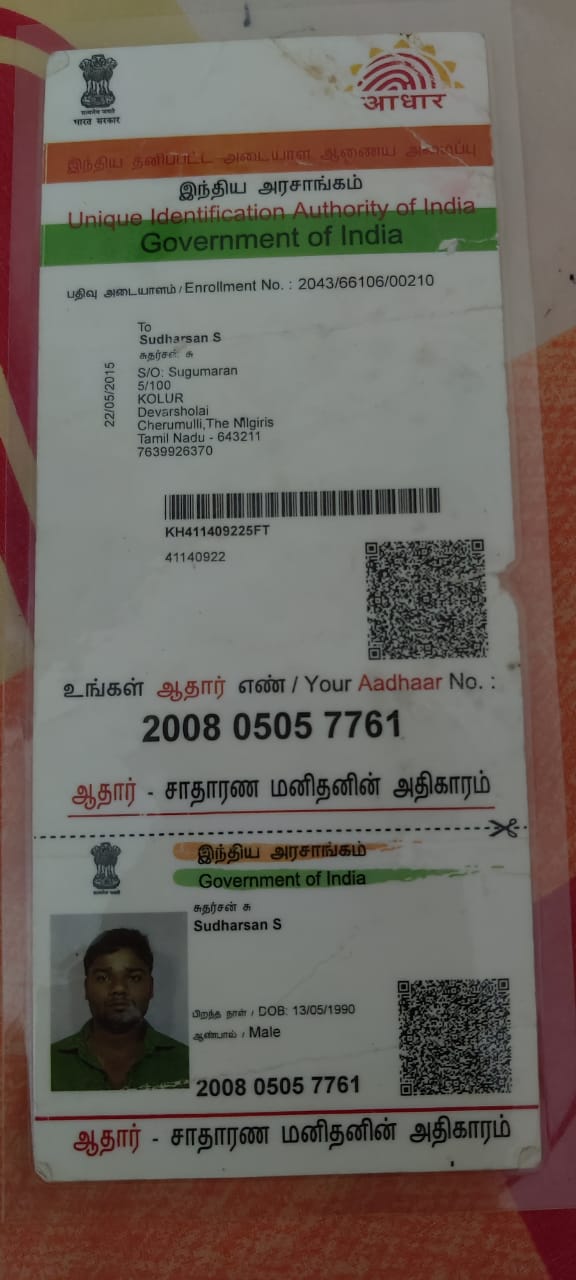 सत्यमेव जयते
भारत सरकार
आधार
இந்திய தனிப்பட்ட அடையாள ஆணைய அமைப்பு
இந்திய அரசாங்கம்
Unique Identification Authority of India
Government of India
பதிவு அடையாளம் / Enrollment No. : 2043/66106/00210
22/05/2015
To
Sudharsan S
சுதர்சன் சு
S/O: Sugumaran
5/100
KOLUR
Devarsholai
Cherumulli,The Nilgiris
Tamil Nadu - 643211
7639926370
KH411409225FT
41140922
உங்கள் ஆதார் எண் / Your Aadhaar No. :
2008 0505 7761
ஆதார் - சாதாரண மனிதனின் அதிகாரம்
இந்திய அரசாங்கம்
Government of India
சுதர்சன் சு
Sudharsan S
பிறந்த நாள் / DOB: 13/05/1990
ஆண்பால் / Male
2008 0505 7761
ஆதார் - சாதாரண மனிதனின் அதிகாரம்